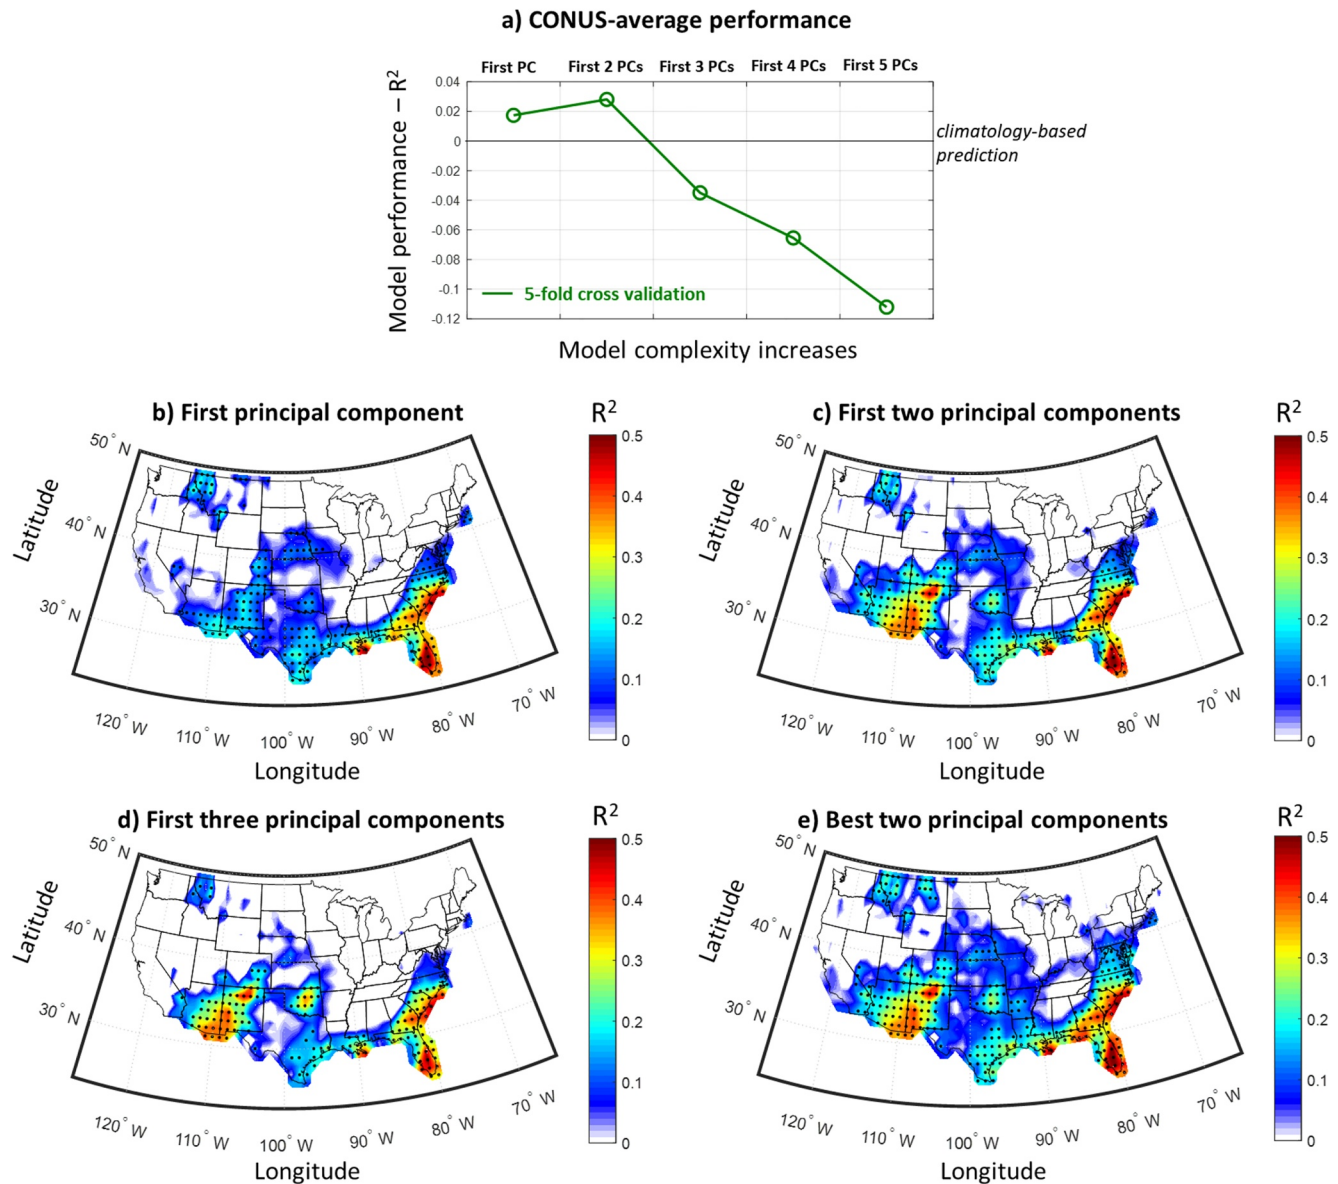 a) CONUS-average performance
First PC First 2 PCs First 3 PCs First 4 PCs First 5 PCs
Model performance – R²
0.04
0.02
0
-0.02
-0.04
-0.06
-0.08
-0.1
-0.12
climatology-based
prediction
5-fold cross validation
Model complexity increases
b) First principal component
R²
Latitude
50° N
40° N
30° N
120° W
110° W
100° W
90° W
80° W
70° W
Longitude
0.5
0.4
0.3
0.2
0.1
0
c) First two principal components
R²
Latitude
50° N
40° N
30° N
120° W
110° W
100° W
90° W
80° W
70° W
Longitude
0.5
0.4
0.3
0.2
0.1
0
d) First three principal components
R²
Latitude
50° N
40° N
30° N
120° W
110° W
100° W
90° W
80° W
70° W
Longitude
0.5
0.4
0.3
0.2
0.1
0
e) Best two principal components
R²
Latitude
50° N
40° N
30° N
120° W
110° W
100° W
90° W
80° W
70° W
Longitude
0.5
0.4
0.3
0.2
0.1
0